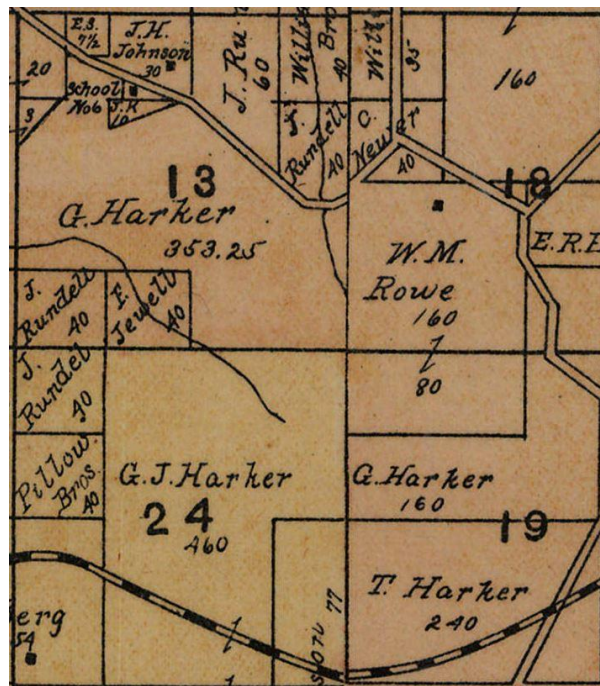 E.S.
7½
J.H.
Johnson
30
J. Ru
60
Willi
Bro
40
Will
35
160
20
School
No6
J.R
10
3
J.
Rundell
40
C.
Newer
40
13
18
G. Harker
353.25
W.M.
Rowe
160
80
E.R.
J.
Rundell
40
F.
Jewell
40
J.
Rundel
40
Pillow.
Bros.
40
G.J. Harker
24
460
G. Harker
160
19
T. Harker
240
77
erg
54